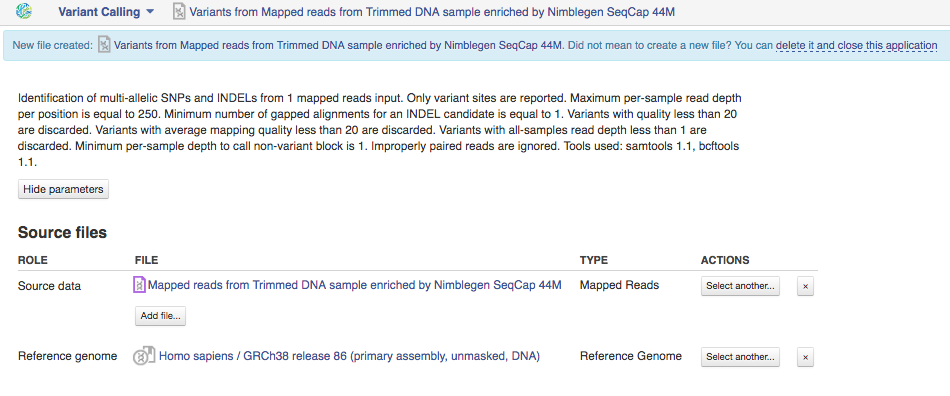 Variant Calling Variants from Mapped reads from Trimmed DNA sample enriched by Nimblegen SeqCap 44M
New file created: Variants from Mapped reads from Trimmed DNA sample enriched by Nimblegen SeqCap 44M. Did not mean to create a new file? You can delete it and close this application
Identification of multi-allelic SNPs and INDELs from 1 mapped reads input. Only variant sites are reported. Maximum per-sample read depth
per position is equal to 250. Minimum number of gapped alignments for an INDEL candidate is equal to 1. Variants with quality less than 20
are discarded. Variants with average mapping quality less than 20 are discarded. Variants with all-samples read depth less than 1 are
discarded. Minimum per-sample depth to call non-variant block is 1. Improperly paired reads are ignored. Tools used: samtools 1.1, bcftools
1.1.
Hide parameters
Source files
ROLE FILE TYPE ACTIONS
Source data Mapped reads from Trimmed DNA sample enriched by Nimblegen SeqCap 44M Mapped Reads Select another... ×
Add file...
Reference genome Homo sapiens / GRCh38 release 86 (primary assembly, unmasked, DNA) Reference Genome Select another... ×